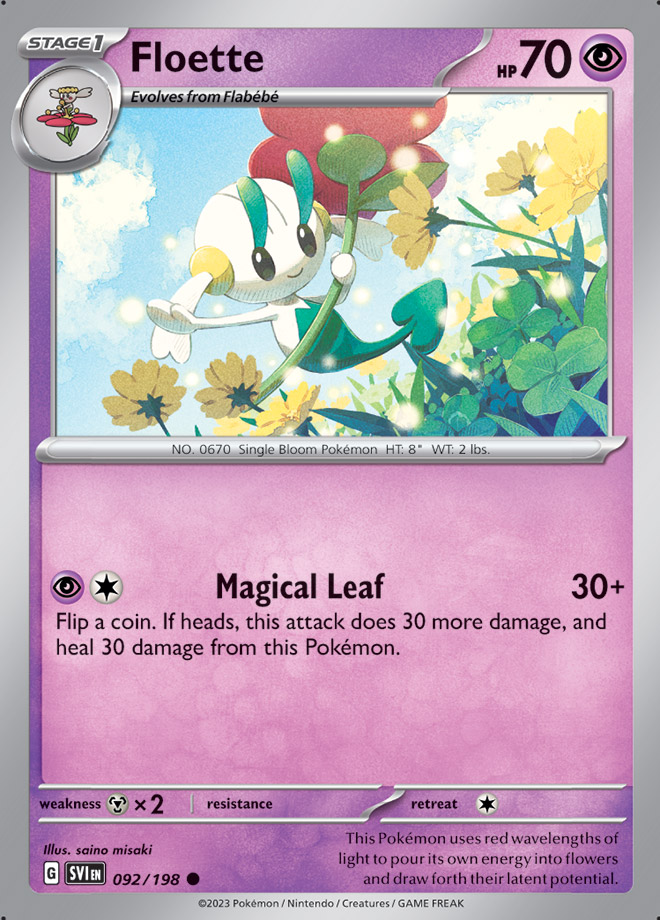 STAGE1
Floette
HP 70
Evolves from Flabébé
NO. 0670 Single Bloom Pokémon HT: 8" WT: 2 lbs.
Magical Leaf 30+
Flip a coin. If heads, this attack does 30 more damage, and
heal 30 damage from this Pokémon.
weakness ×2 resistance retreat
Illus. saino misaki
This Pokémon uses red wavelengths of
light to pour its own energy into flowers
and draw forth their latent potential.
G SVI EN 092/198
©2023 Pokémon / Nintendo / Creatures / GAME FREAK